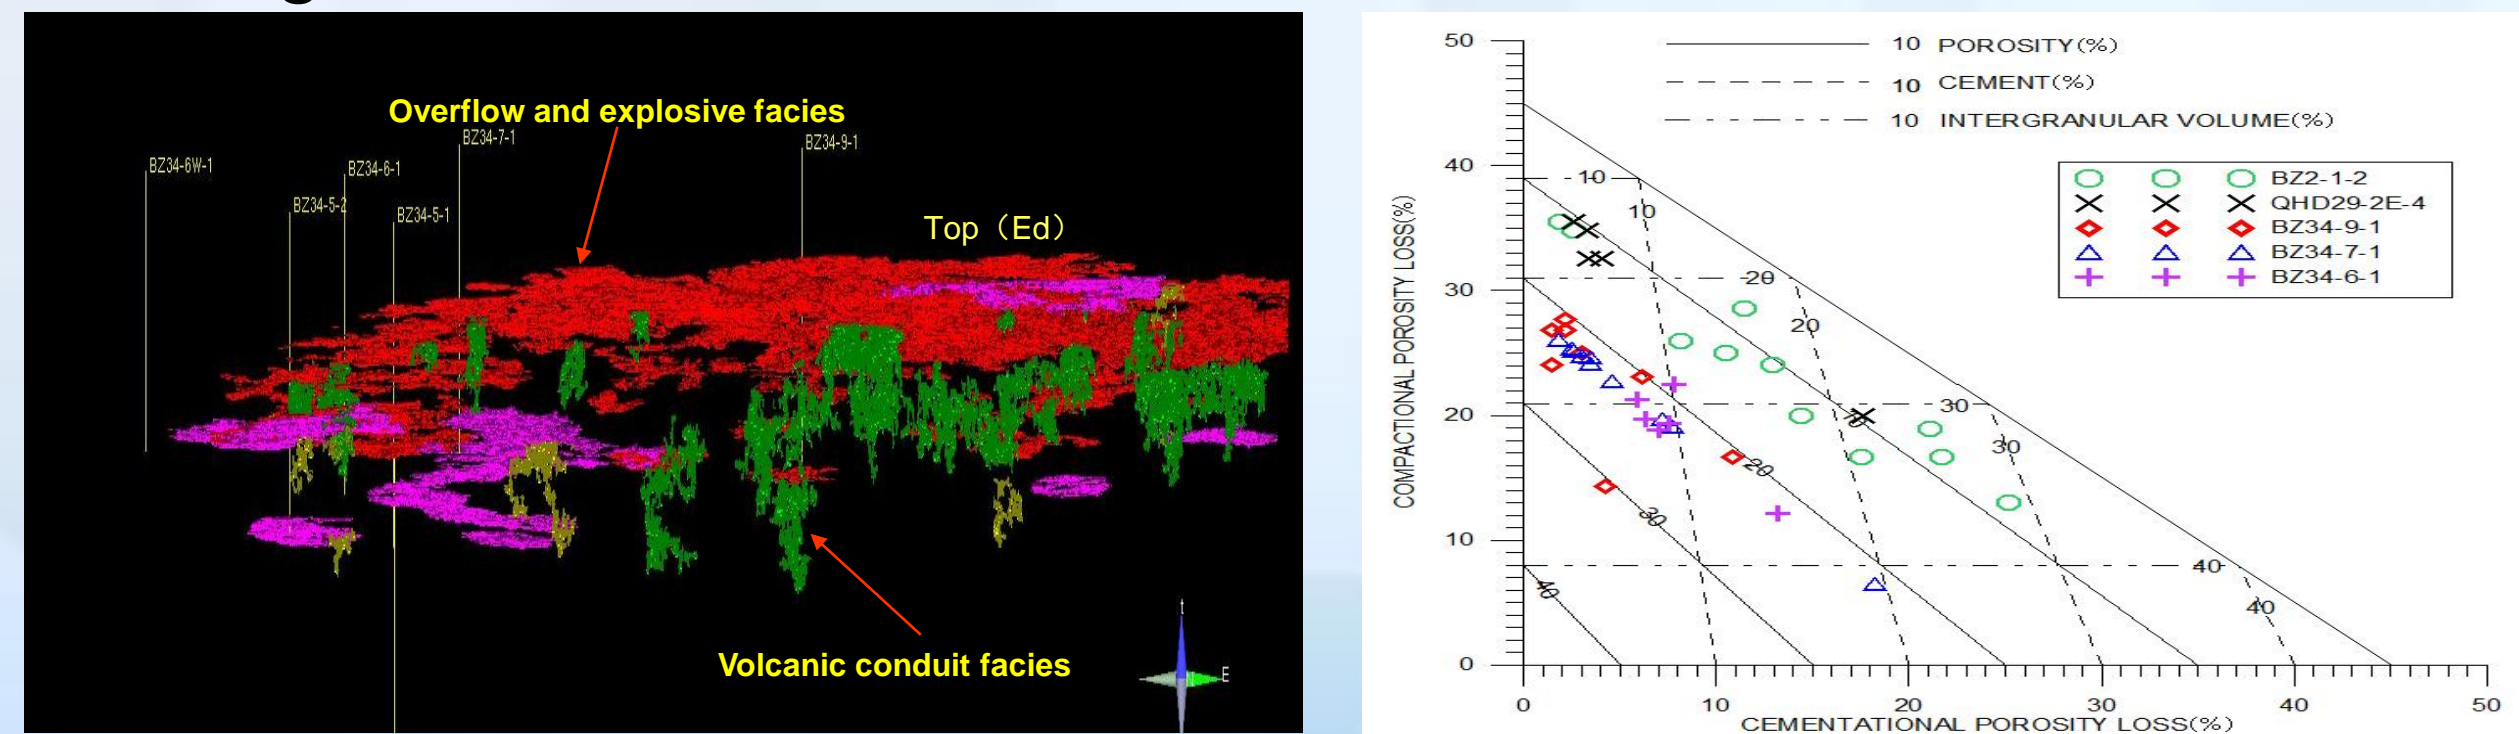 Overflow and explosive facies
BZ34-7-1
BZ34-9-1
BZ34-6W-1
BZ34-6-1
BZ34-5-2
BZ34-5-1
Top（Ed）
Volcanic conduit facies
E
50
40
30
20
10
0
COMPACTIONAL POROSITY LOSS(%)
10 POROSITY(%)
10 CEMENT(%)
10 INTERGRANULAR VOLUME(%)
BZ2-1-2
QHD29-2E-4
BZ34-9-1
BZ34-7-1
BZ34-6-1
10
10
20
20
30
30
20
30
40
40
40
0
10
20
30
40
50
CEMENTATIONAL POROSITY LOSS(%)